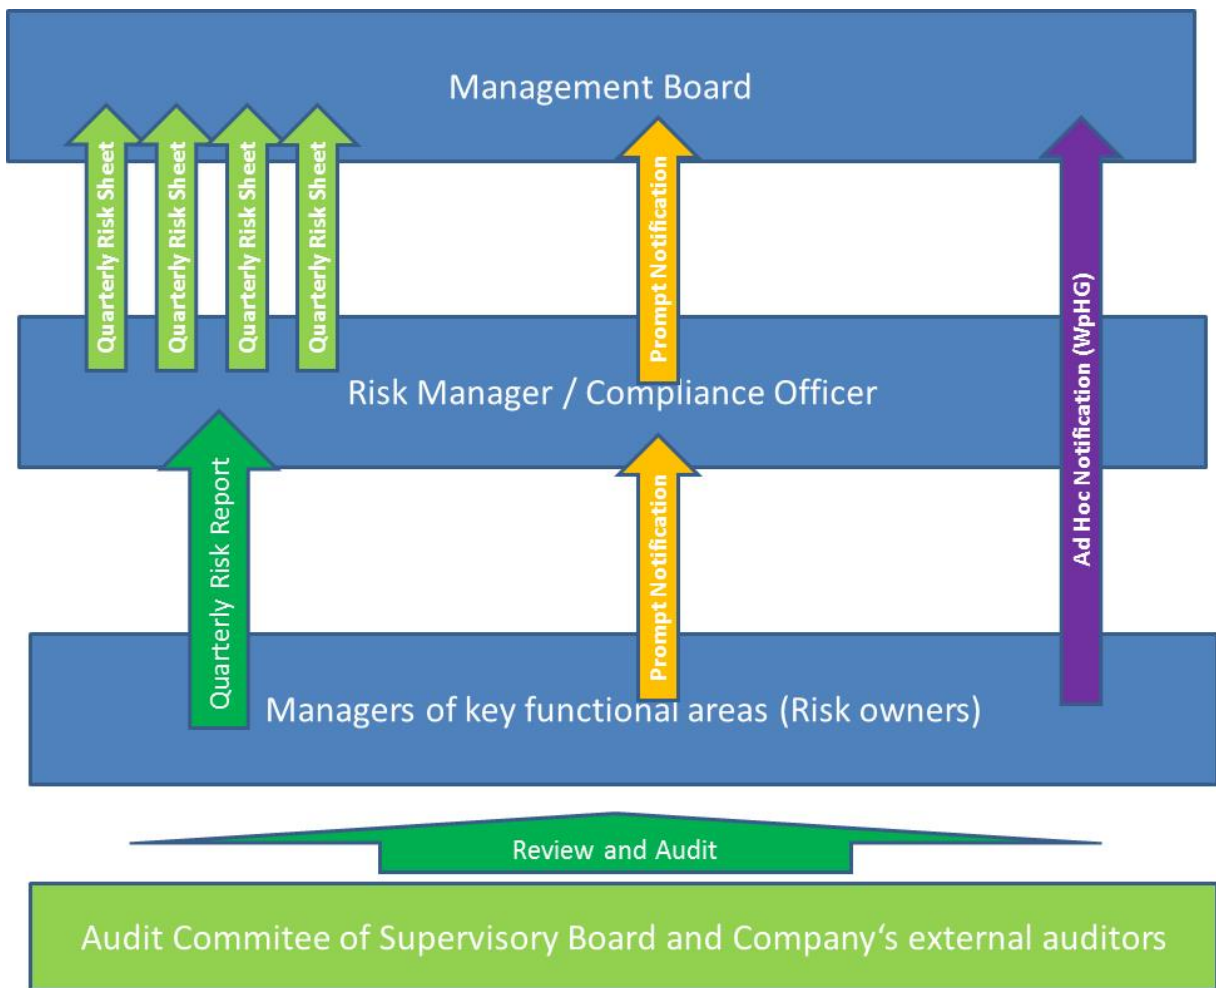 Management Board
Quarterly Risk Sheet
Quarterly Risk Sheet
Quarterly Risk Sheet
Quarterly Risk Sheet
Prompt Notification
Ad Hoc Notification (WpHG)
Risk Manager / Compliance Officer
Quarterly Risk Report
Prompt Notification
Managers of key functional areas (Risk owners)
Review and Audit
Audit Commitee of Supervisory Board and Company‘s external auditors